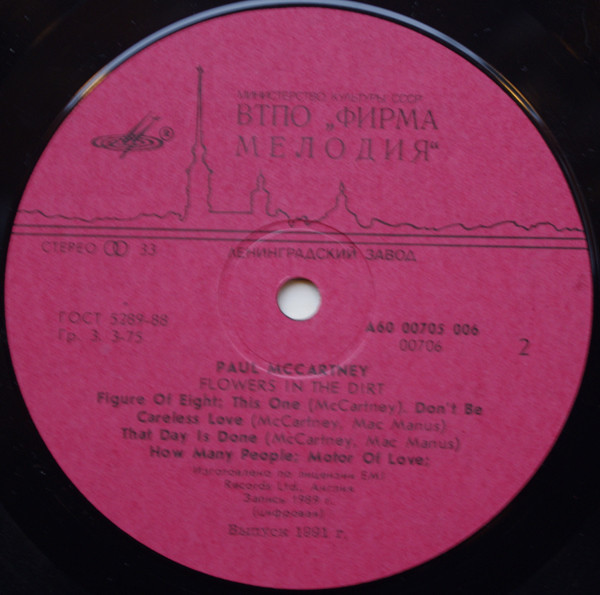 МИНИСТЕРСТВО КУЛЬТУРЫ СССР
ВТПО „ФИРМА
МЕЛОДИЯ"
®
СТЕРЕО 33
ЛЕНИНГРАДСКИЙ ЗАВОД
ГОСТ 5289-88
Гр. 3. 3-75
А60 00705 006
00706
2
PAUL MCCARTNEY
FLOWERS IN THE DIRT
Figure Of Eight; This One (McCartney). Don't Be
Careless Love (McCartney, Mac Manus)
That Day Is Done (McCartney, Mac Manus)
How Many People; Motor Of Love;
Изготовлено по лицензии EMI
Records Ltd., Англия
Запись 1989 г.
(цифровая)
Выпуск 1991 г.